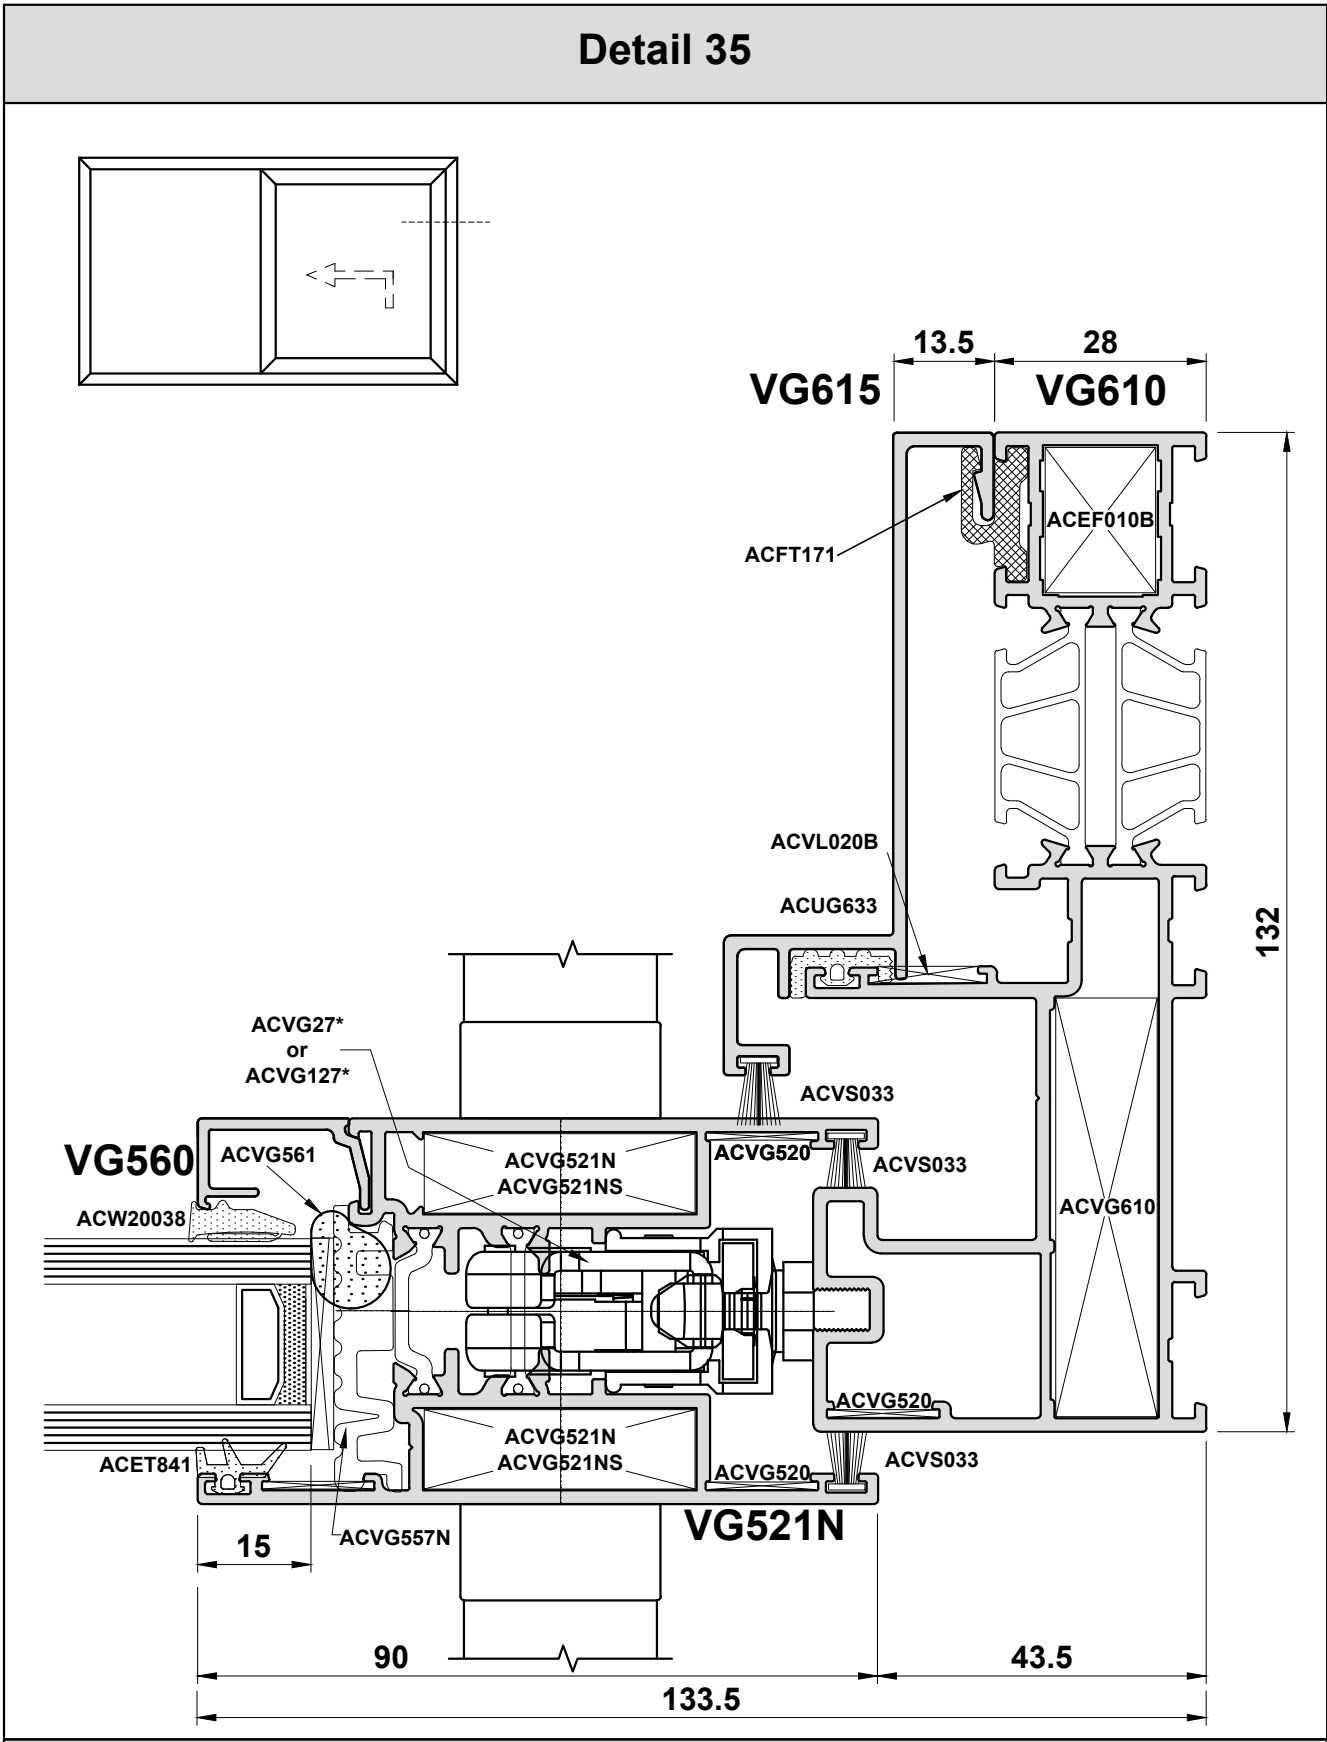 Detail 35
13.5
28
VG615
VG610
ACEF010B
ACFT171
ACVL020B
ACUG633
132
ACVG27*
or
ACVG127*
ACVS033
VG560
ACVG561
ACVG521N
ACVG521NS
ACVG520
ACVS033
ACW20038
ACVG610
ACVG520
ACVG521N
ACVG521NS
ACVG520
ACVS033
ACET841
VG521N
ACVG557N
15
90
43.5
133.5